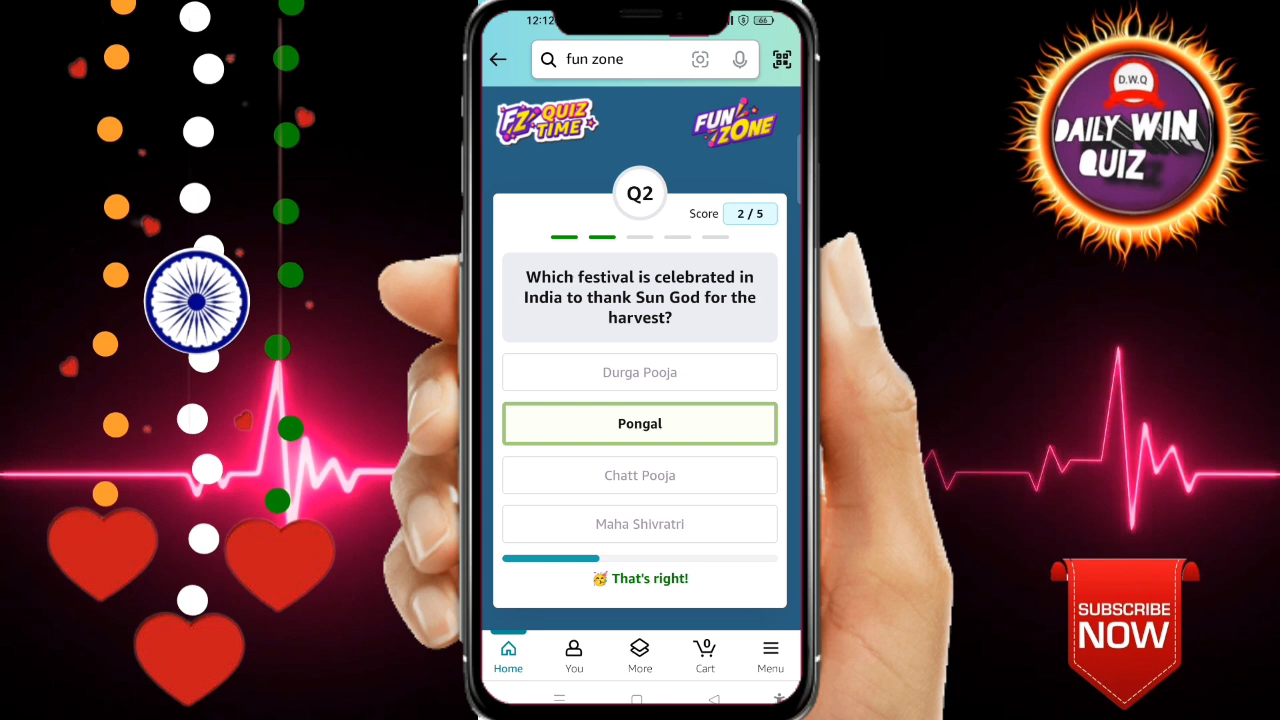 12:12
66
fun zone
FZ QUIZ
TIME
FUN
ZONE
Q2
Score 2 / 5
Which festival is celebrated in
India to thank Sun God for the
harvest?
Durga Pooja
Pongal
Chatt Pooja
Maha Shivratri
🥳 That's right!
0
Home You More Cart Menu
D.W.Q
DAILY WIN
QUIZ
SUBSCRIBE
NOW